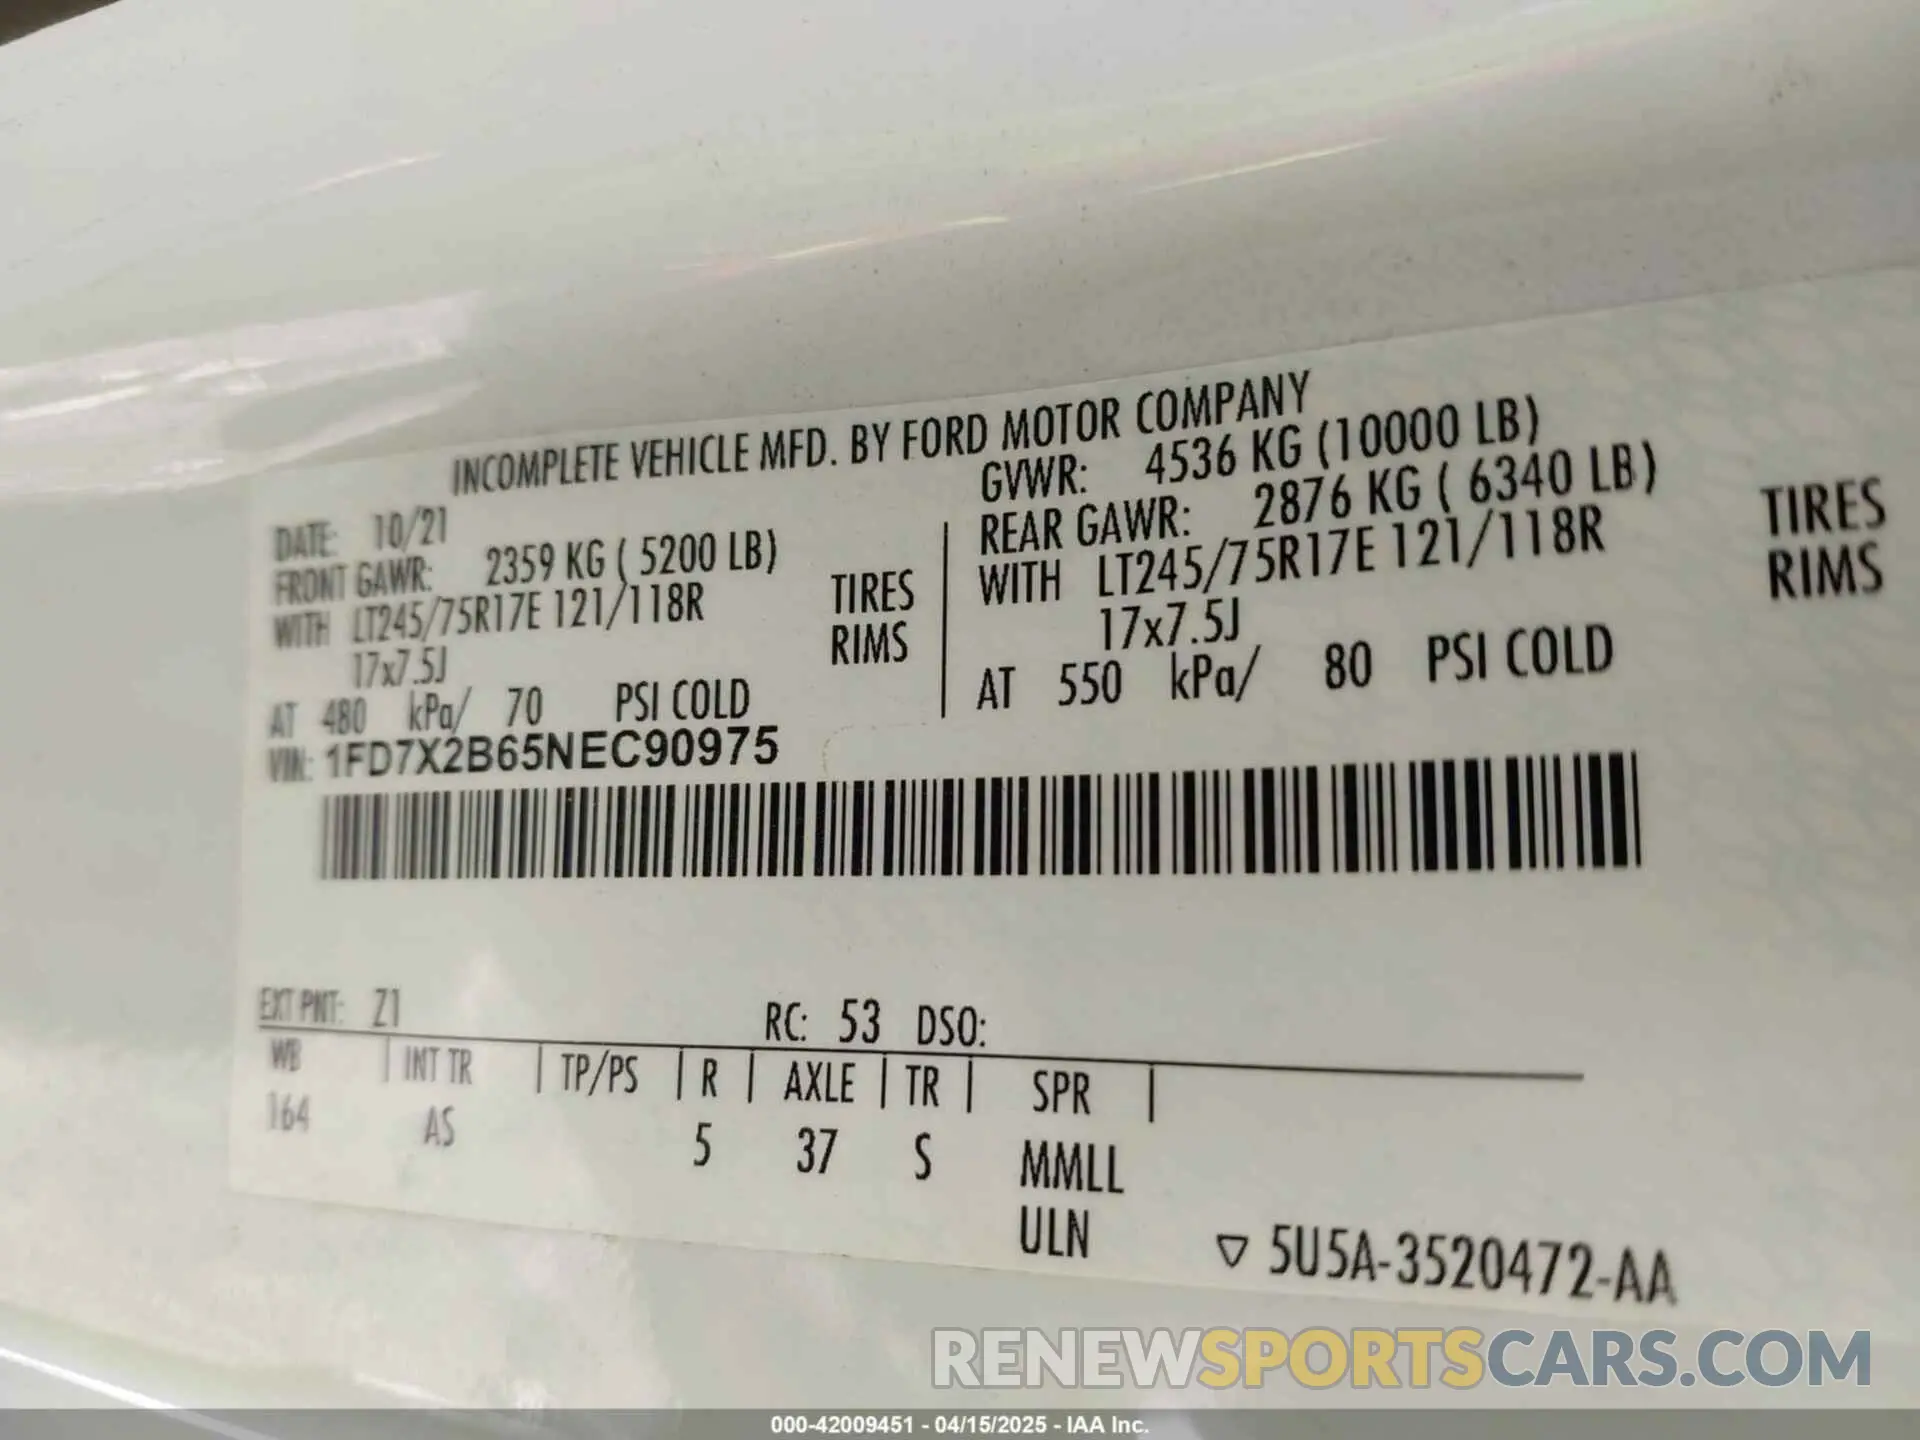 INCOMPLETE VEHICLE MFD. BY FORD MOTOR COMPANY
DATE: 10/21
FRONT GAWR: 2359 KG ( 5200 LB)
WITH LT245/75R17E 121/118R TIRES
17x7.5J RIMS
AT 480 kPa/ 70 PSI COLD
GVWR: 4536 KG (10000 LB)
REAR GAWR: 2876 KG ( 6340 LB)
WITH LT245/75R17E 121/118R TIRES
17x7.5J RIMS
AT 550 kPa/ 80 PSI COLD
VIN: 1FD7X2B65NEC90975
EXT PNT: Z1 RC: 53 DSO:
WB | INT TR | TP/PS | R | AXLE | TR | SPR |
164 AS 5 37 S MMLL
ULN
▽ 5U5A-3520472-AA
RENEWSPORTSCARS.COM
000-42009451 - 04/15/2025 - IAA Inc.